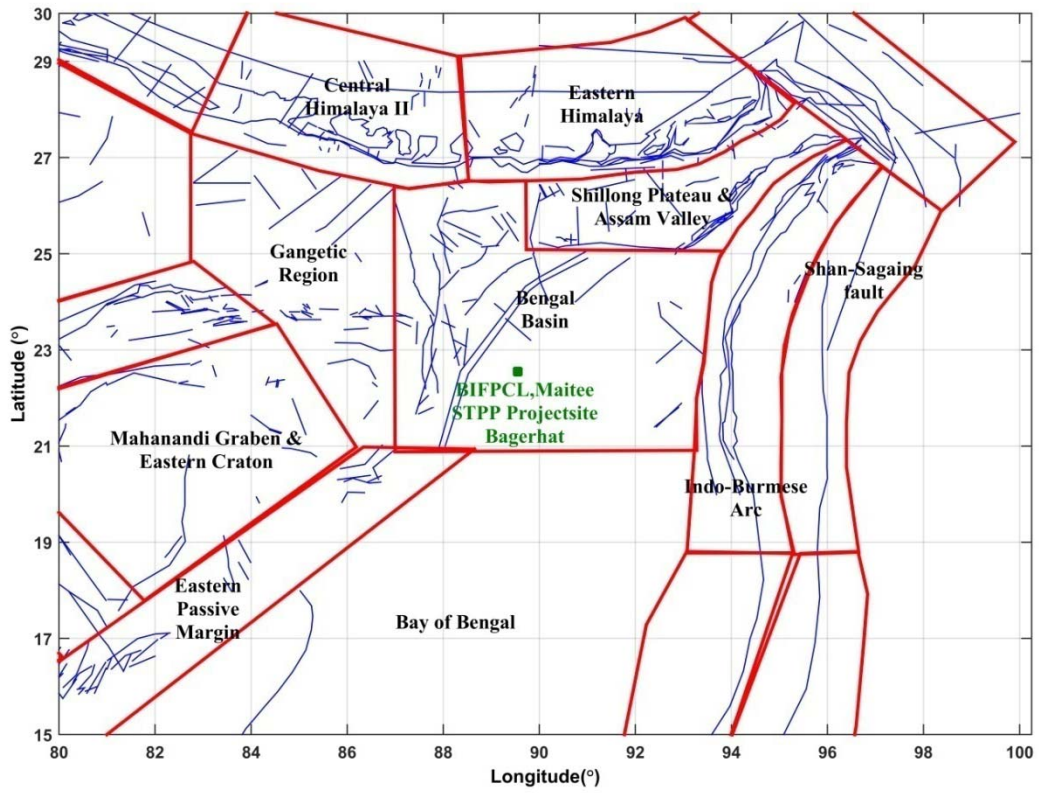 30
29
27
25
23
21
19
17
15
Latitude (°)
Central
Himalaya II
Eastern
Himalaya
Shillong Plateau &
Assam Valley
Gangetic
Region
Shan-Sagaing
fault
Bengal
Basin
BIFPCL,Maitee
STPP Projectsite
Bagerhat
Mahanandi Graben &
Eastern Craton
Indo-Burmese
Arc
Eastern
Passive
Margin
Bay of Bengal
80 82 84 86 88 90 92 94 96 98 100
Longitude(°)